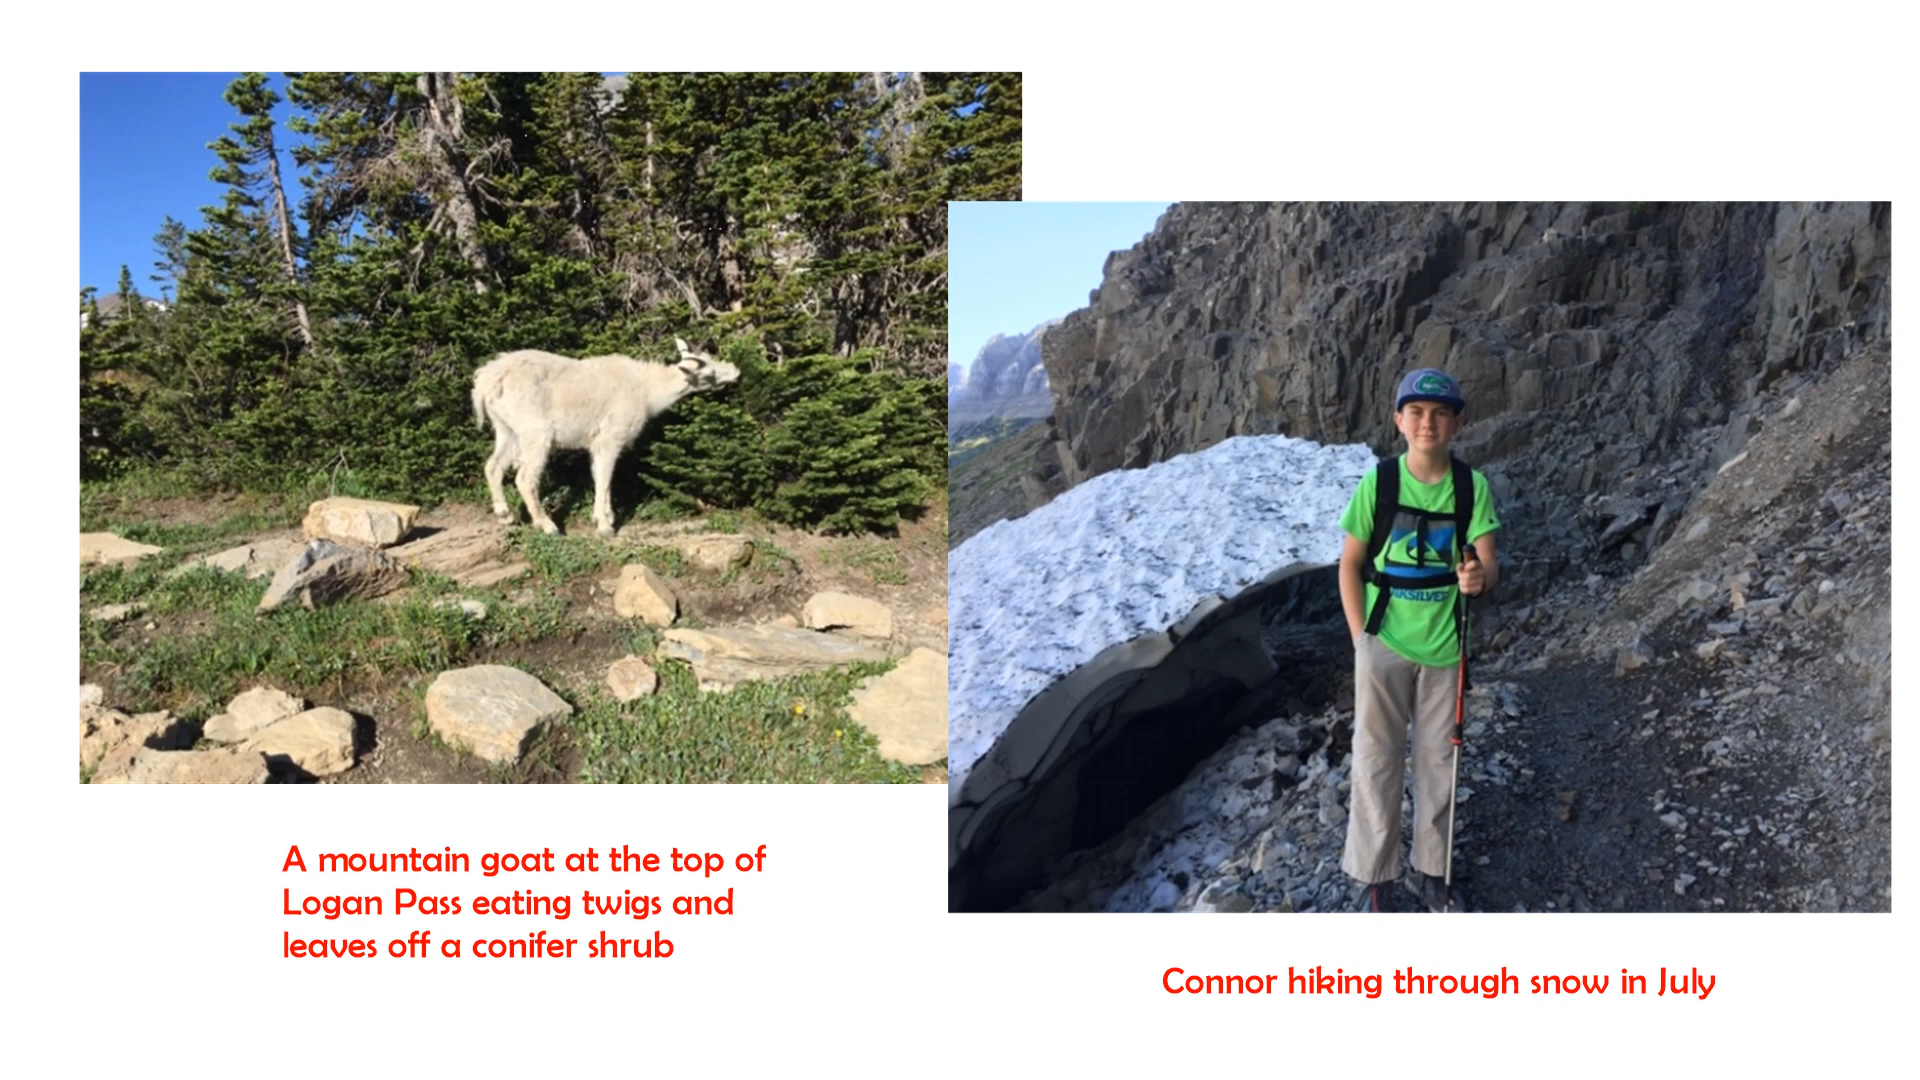 A mountain goat at the top of
Logan Pass eating twigs and
leaves off a conifer shrub
Connor hiking through snow in July